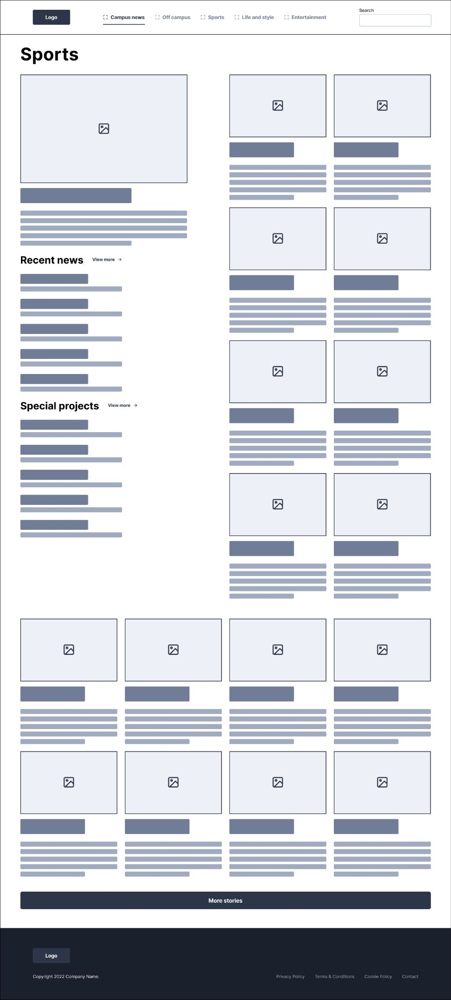 Logo
Campus news
Off campus
Sports
Life and style
Entertainment
Search
Sports
Recent news
View more
Special projects
View more
More stories
Logo
Copyright 2022 Company Name.
Privacy Policy
Terms & Conditions
Cookie Policy
Contact